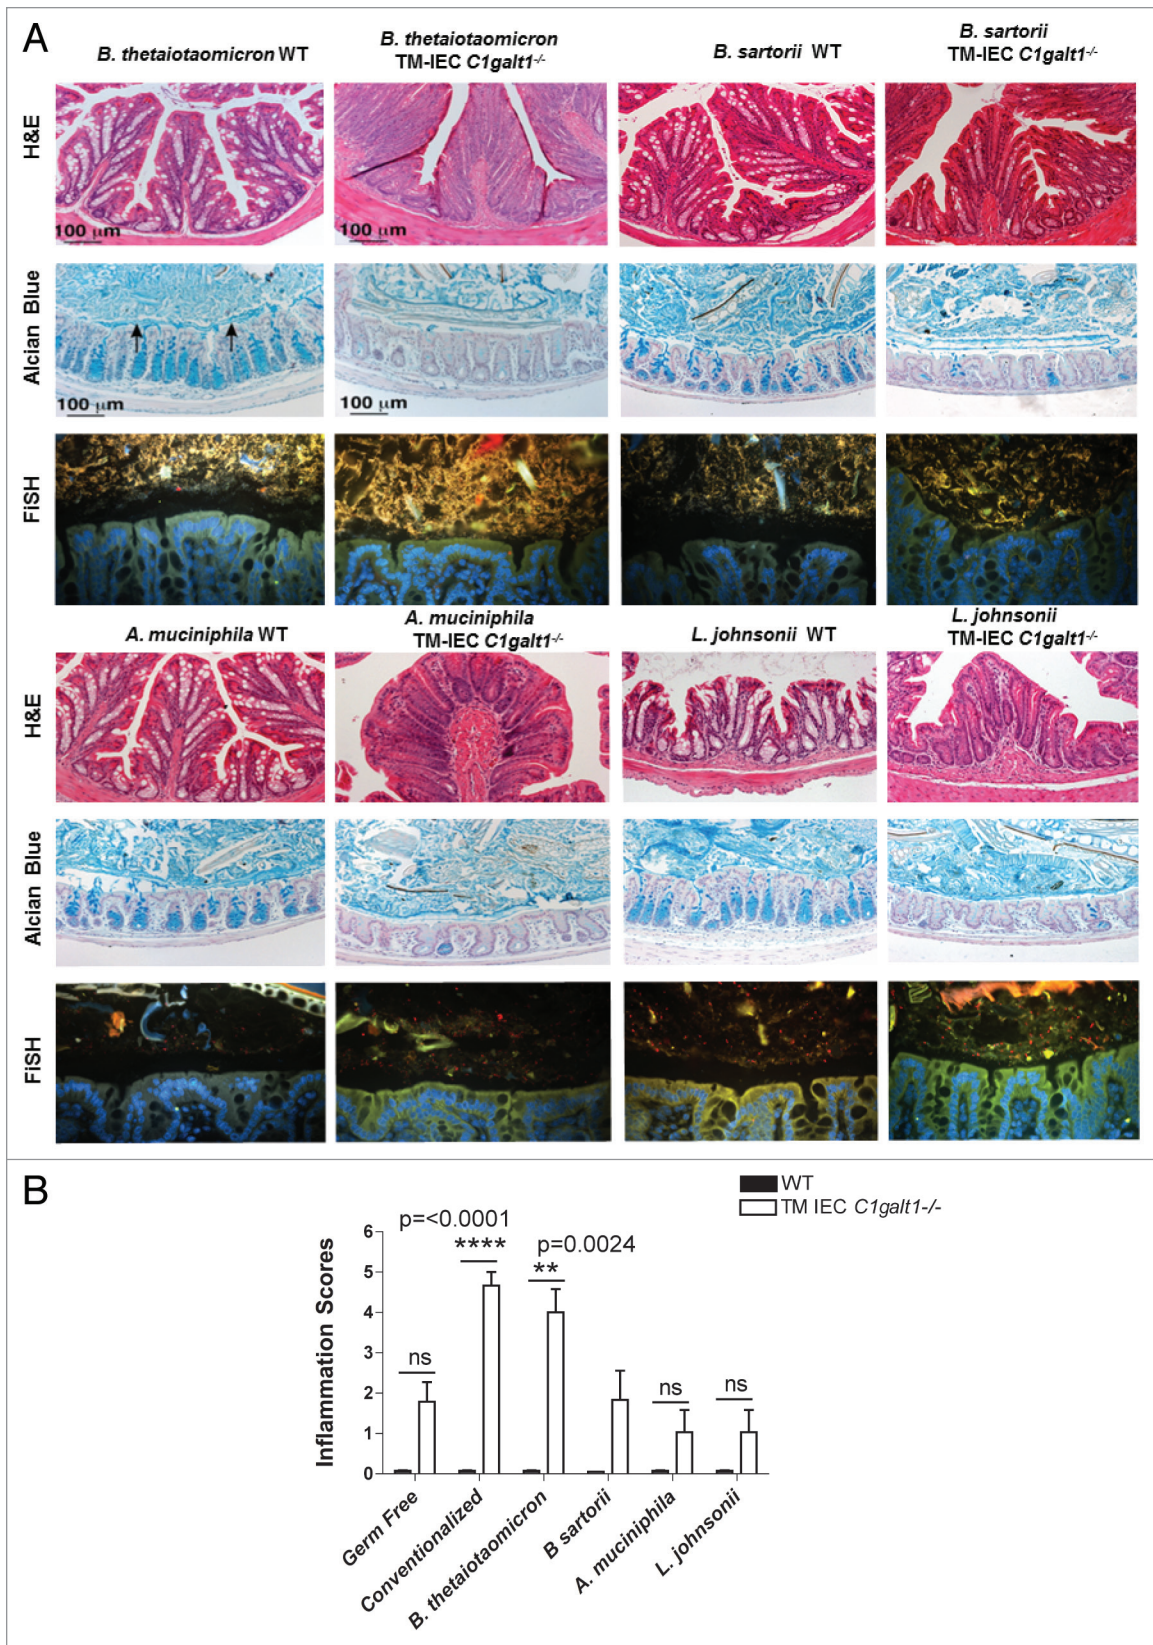 A
B. thetaiotaomicron WT
B. thetaiotaomicron
TM-IEC C1galt1-/-
B. sartorii WT
B. sartorii
TM-IEC C1galt1-/-
H&E
100 µm
100 µm
Alcian Blue
100 µm
100 µm
FiSH
A. muciniphila WT
A. muciniphila
TM-IEC C1galt1-/-
L. johnsonii WT
L. johnsonii
TM-IEC C1galt1-/-
H&E
Alcian Blue
FiSH
B
WT
TM IEC C1galt1-/-
p=<0.0001
****
p=0.0024
**
ns
ns
ns
Inflammation Scores
6
5
4
3
2
1
0
Germ Free
Conventionalized
B. thetaiotaomicron
B sartorii
A. muciniphila
L. johnsonii